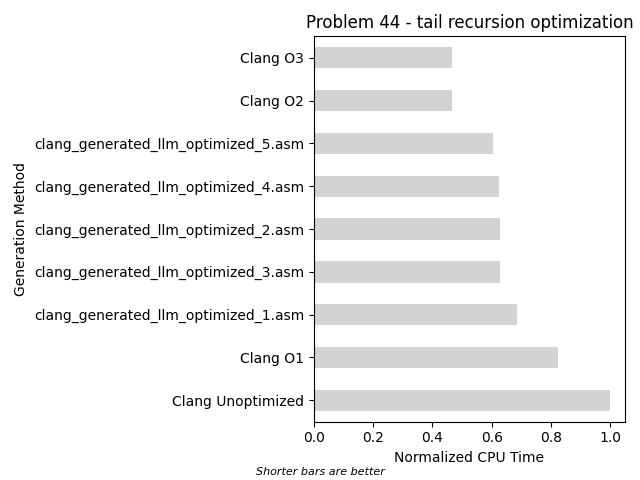 Problem 44 - tail recursion optimization
Generation Method
Clang O3
Clang O2
clang_generated_llm_optimized_5.asm
clang_generated_llm_optimized_4.asm
clang_generated_llm_optimized_2.asm
clang_generated_llm_optimized_3.asm
clang_generated_llm_optimized_1.asm
Clang O1
Clang Unoptimized
0.0 0.2 0.4 0.6 0.8 1.0
Normalized CPU Time
Shorter bars are better